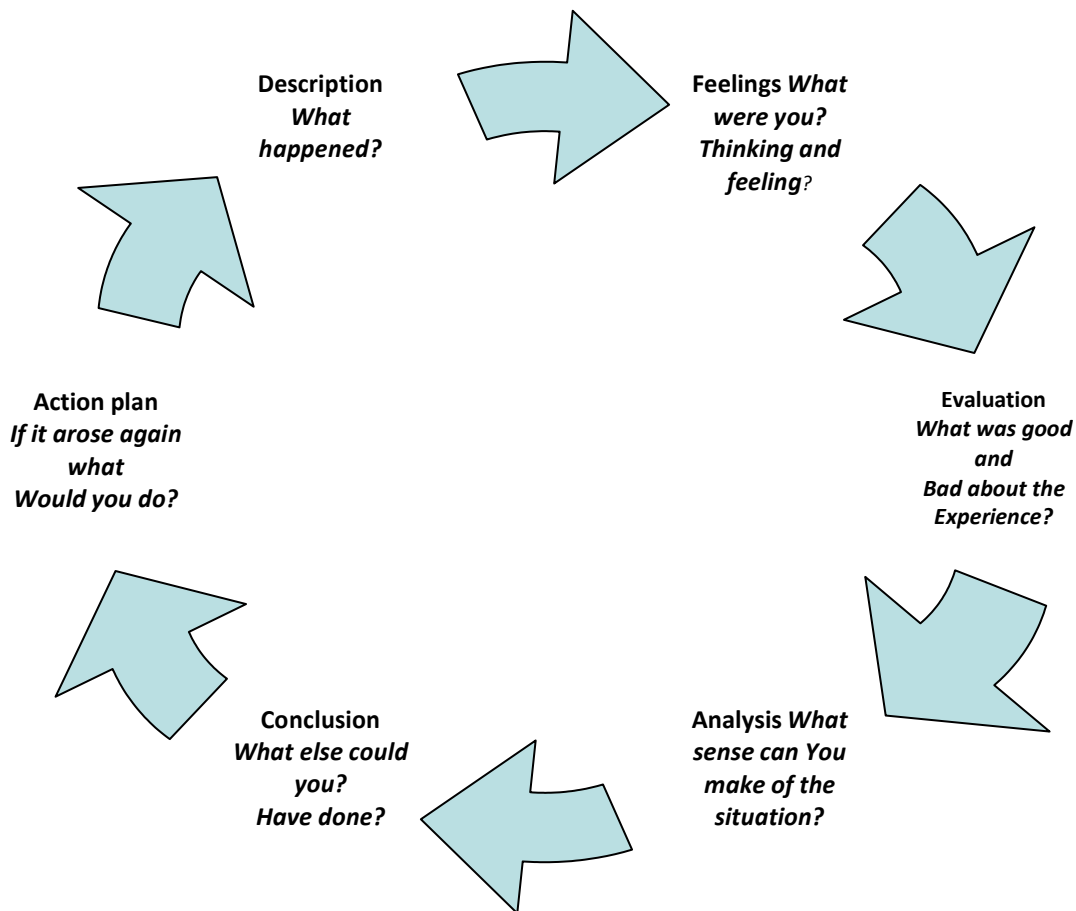 Description
What
happened?
Feelings What
were you?
Thinking and
feeling?
Evaluation
What was good
and
Bad about the
Experience?
Analysis What
sense can You
make of the
situation?
Conclusion
What else could
you?
Have done?
Action plan
If it arose again
what
Would you do?